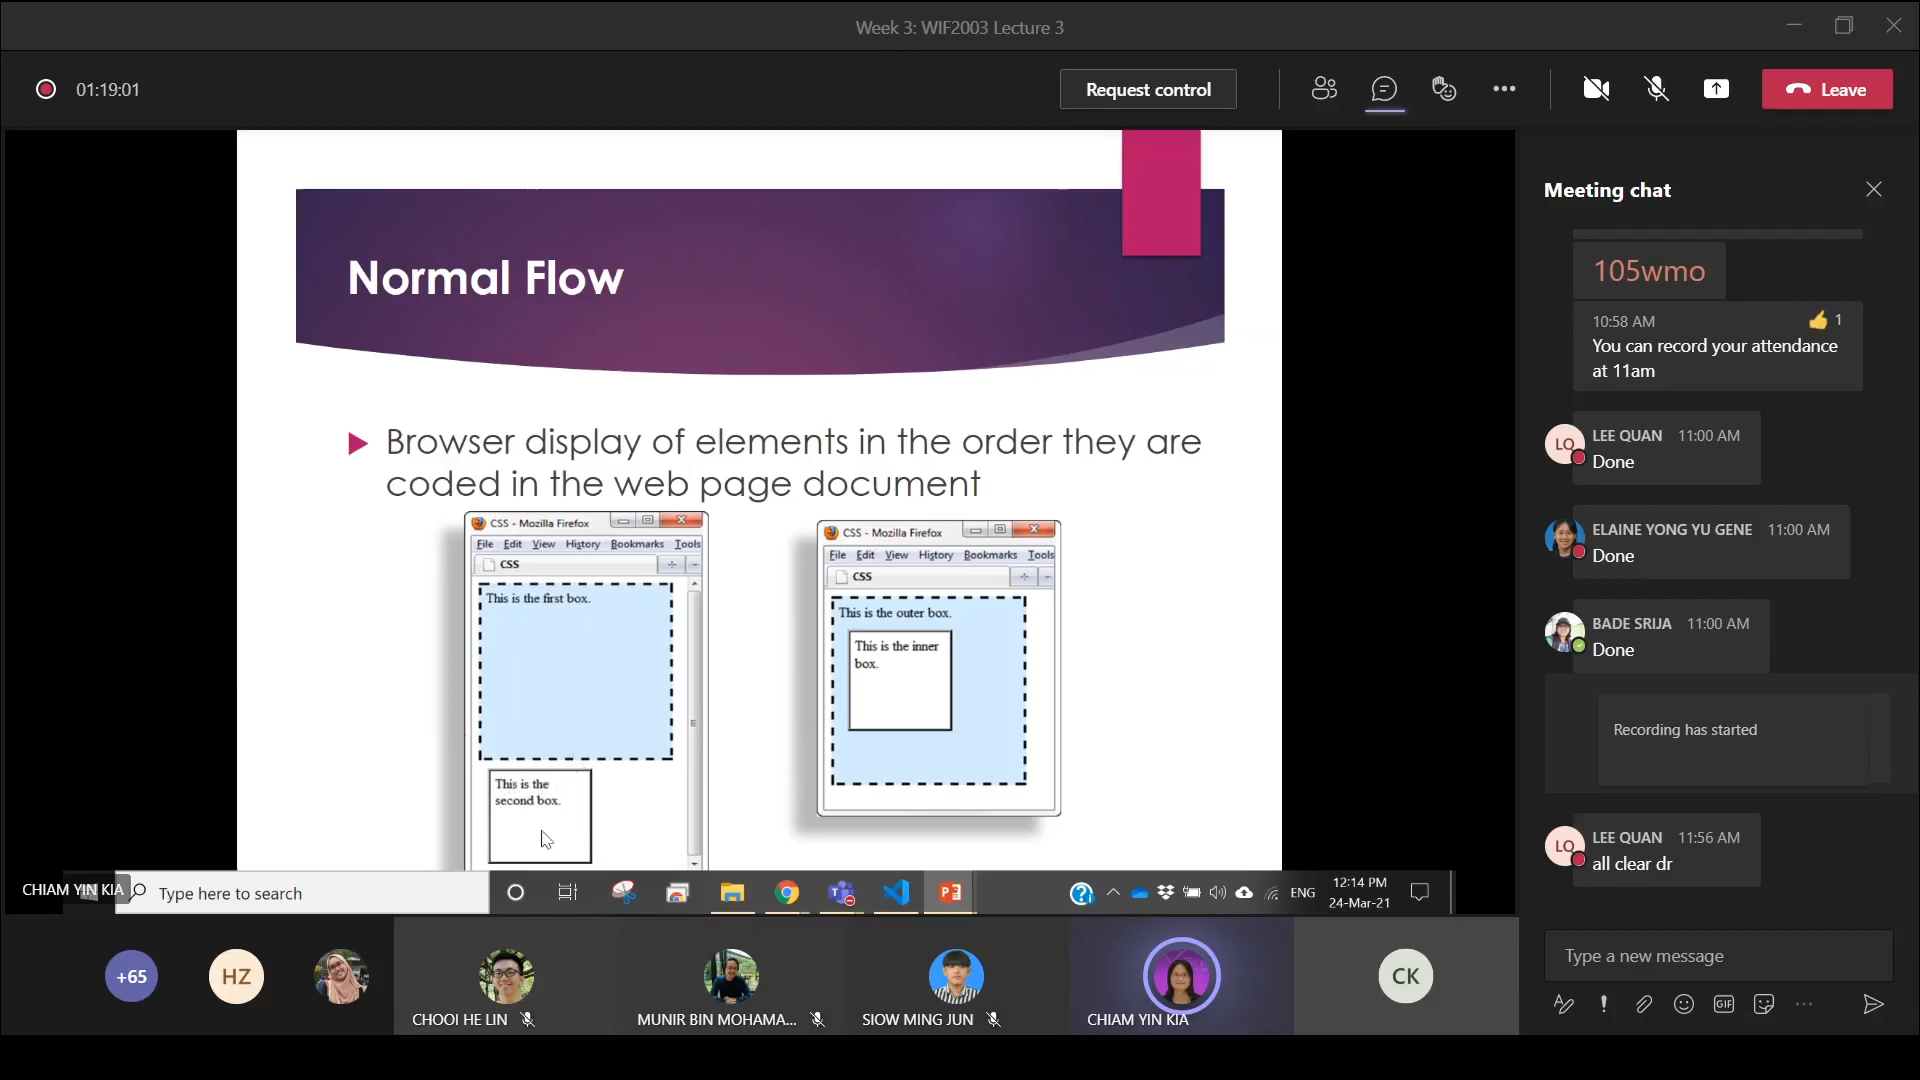 Week 3: WIF2003 Lecture 3
01:19:01
Request control
Leave
Normal Flow
Browser display of elements in the order they are
coded in the web page document
CSS - Mozilla Firefox
File Edit View History Bookmarks Tools
CSS
This is the first box.
This is the
second box.
CSS - Mozilla Firefox
File Edit View History Bookmarks Tools
CSS
This is the outer box.
This is the inner
box.
CHIAM YIN KIA
Type here to search
ENG
12:14 PM
24-Mar-21
+65
HZ
CHOOI HE LIN
MUNIR BIN MOHAMA...
SIOW MING JUN
CHIAM YIN KIA
CK
Meeting chat
105wmo
10:58 AM
1
You can record your attendance
at 11am
LQ
LEE QUAN 11:00 AM
Done
ELAINE YONG YU GENE 11:00 AM
Done
BADE SRIJA 11:00 AM
Done
Recording has started
LQ
LEE QUAN 11:56 AM
all clear dr
Type a new message
GIF